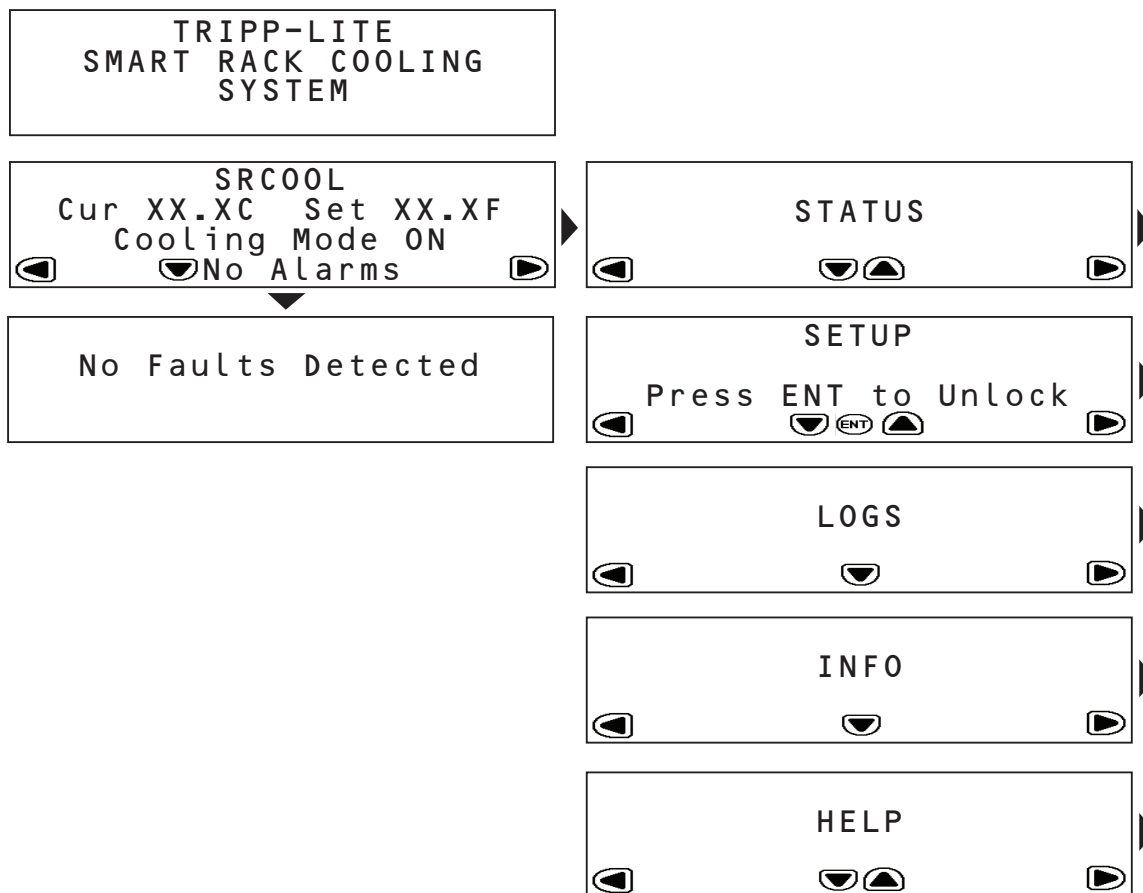 TRIPP-LITE
SMART RACK COOLING
SYSTEM
SRCOOL
Cur XX.XC Set XX.XF
Cooling Mode ON
No Alarms
No Faults Detected
STATUS
SETUP
Press ENT to Unlock
ENT
LOGS
INFO
HELP